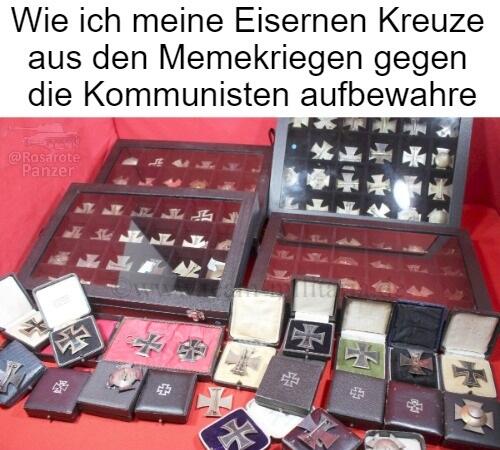 Wie ich meine Eisernen Kreuze
aus den Memekriegen gegen
die Kommunisten aufbewahre
@Rosarote
Panzer